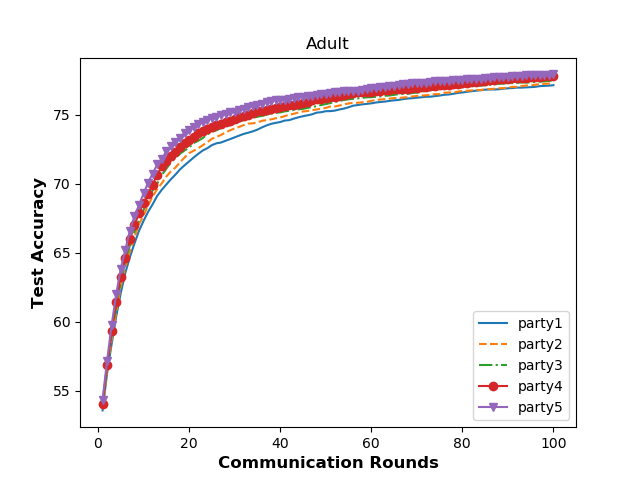 Adult
Test Accuracy
75
70
65
60
55
0 20 40 60 80 100
Communication Rounds
party1
party2
party3
party4
party5